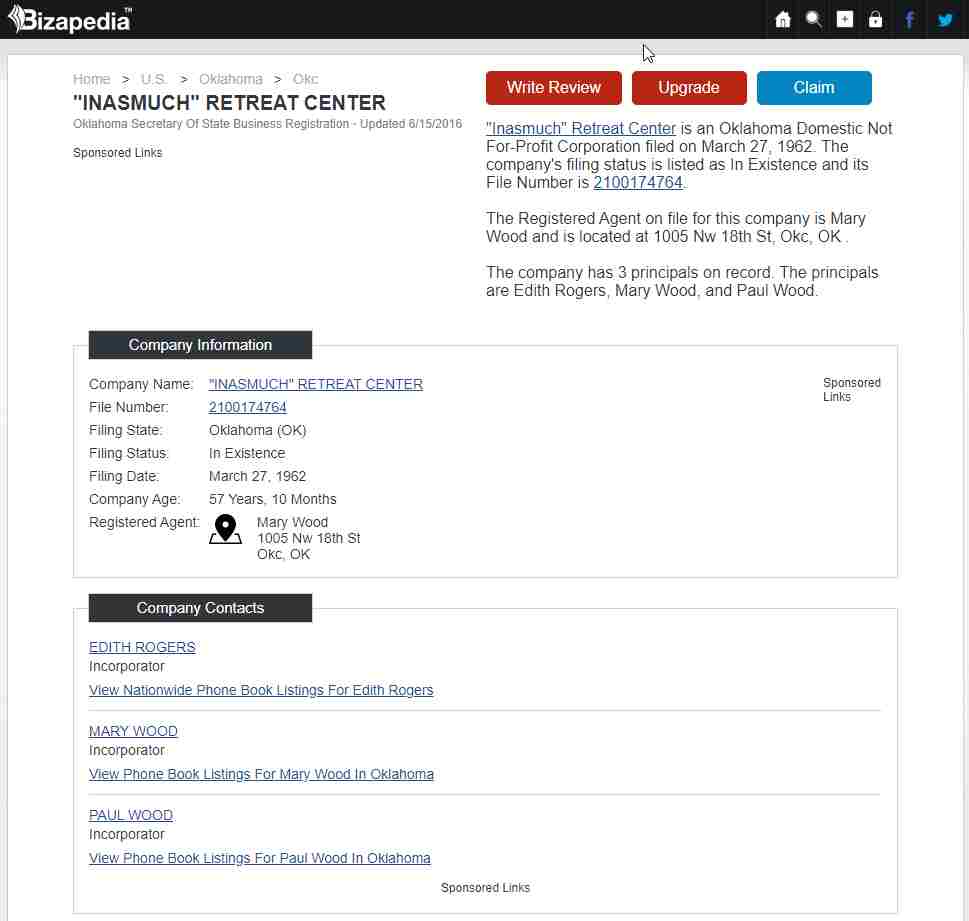 Bizapedia™
Home > U.S. > Oklahoma > Okc
"INASMUCH" RETREAT CENTER
Oklahoma Secretary Of State Business Registration - Updated 6/15/2016
Sponsored Links
Write Review
Upgrade
Claim
"Inasmuch" Retreat Center is an Oklahoma Domestic Not
For-Profit Corporation filed on March 27, 1962. The
company's filing status is listed as In Existence and its
File Number is 2100174764.
The Registered Agent on file for this company is Mary
Wood and is located at 1005 Nw 18th St, Okc, OK .
The company has 3 principals on record. The principals
are Edith Rogers, Mary Wood, and Paul Wood.
Company Information
Company Name: "INASMUCH" RETREAT CENTER
File Number: 2100174764
Filing State: Oklahoma (OK)
Filing Status: In Existence
Filing Date: March 27, 1962
Company Age: 57 Years, 10 Months
Registered Agent: Mary Wood
1005 Nw 18th St
Okc, OK
Sponsored
Links
Company Contacts
EDITH ROGERS
Incorporator
View Nationwide Phone Book Listings For Edith Rogers
MARY WOOD
Incorporator
View Phone Book Listings For Mary Wood In Oklahoma
PAUL WOOD
Incorporator
View Phone Book Listings For Paul Wood In Oklahoma
Sponsored Links